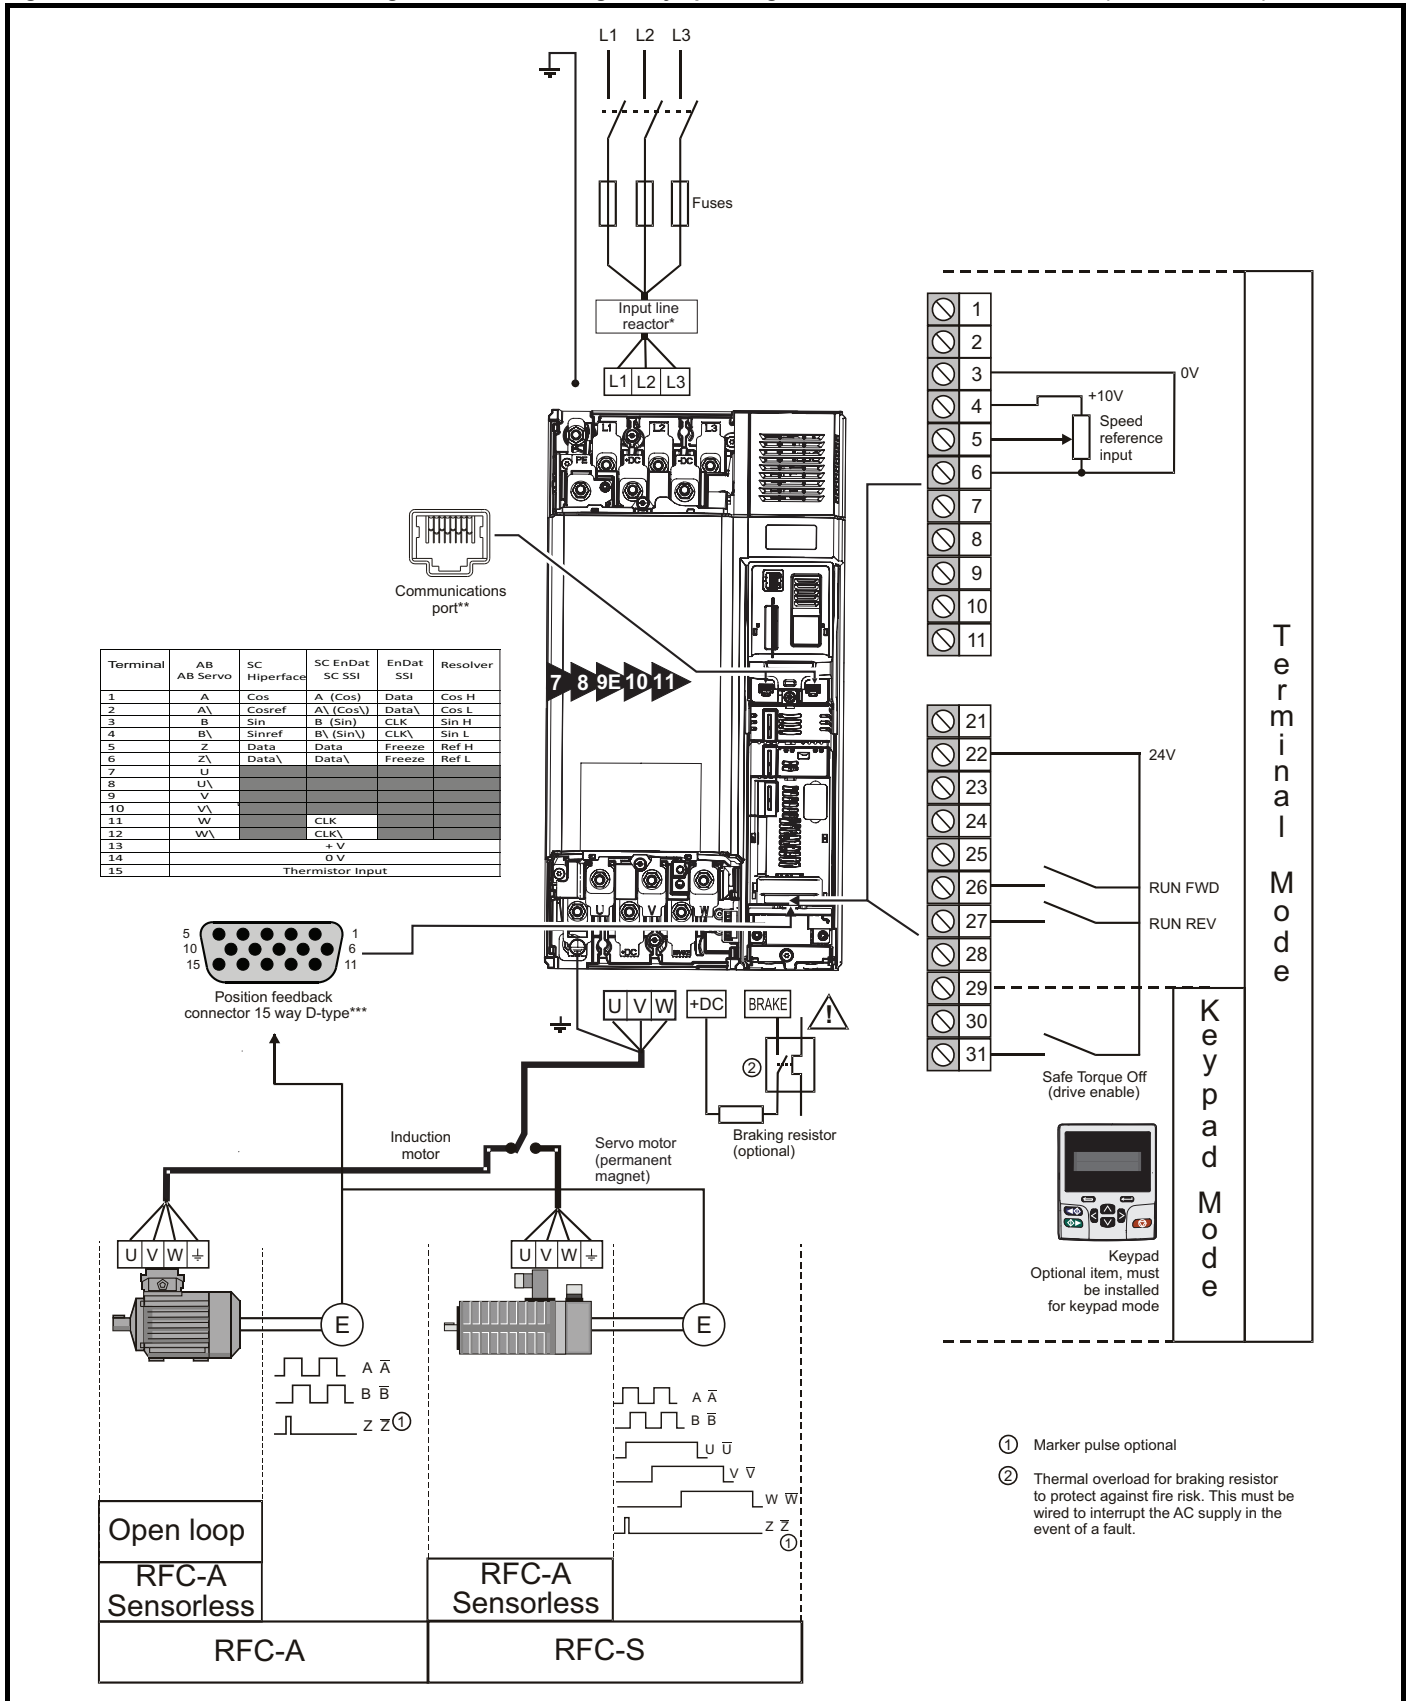 L1 L2 L3
Fuses
Input line
reactor*
L1 L2 L3
L1 L2 L3
PE +DC -DC
Communications
port**
Terminal | AB AB Servo | SC Hiperface | SC EnDat SC SSI | EnDat SSI | Resolver
1 A Cos A (Cos) Data Cos H
2 A\ Cosref A\ (Cos\) Data\ Cos L
3 B Sin B (Sin) CLK Sin H
4 B\ Sinref B\ (Sin\) CLK\ Sin L
5 Z Data Data Freeze Ref H
6 Z\ Data\ Data\ Freeze Ref L
7 U
8 U\
9 V
10 V\
11 W CLK
12 W\ CLK\
13 + V
14 0 V
15 Thermistor Input
7 8 9E 10 11
U V W
+DC
5 1
10 6
15 11
Position feedback
connector 15 way D-type***
U V W
+DC
BRAKE
!
2
Braking resistor
(optional)
Induction
motor
Servo motor
(permanent
magnet)
U V W
U V W
E
E
A A̅
B B̅
Z Z̅ 1
A A̅
B B̅
U U̅
V V̅
W W̅
Z Z̅
1
Open loop
RFC-A
Sensorless
RFC-A
RFC-A
Sensorless
RFC-S
1
2
3
4
5
6
7
8
9
10
11
0V
+10V
Speed
reference
input
21
22
23
24
25
26
27
28
29
30
31
24V
RUN FWD
RUN REV
Safe Torque Off
(drive enable)
Keypad
Optional item, must
be installed
for keypad mode
Terminal Mode
Keypad Mode
1 Marker pulse optional
2 Thermal overload for braking resistor
to protect against fire risk. This must be
wired to interrupt the AC supply in the
event of a fault.